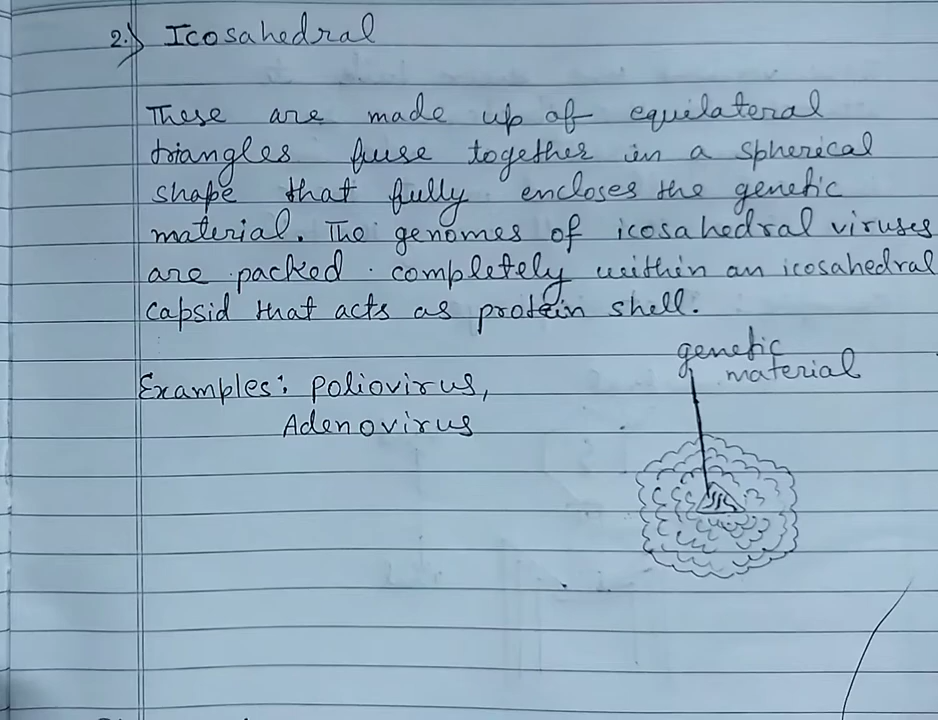 2.) Icosahedral
These are made up of equilateral
triangles fuse together in a spherical
shape that fully encloses the genetic
material. The genomes of icosahedral viruses
are packed completely within an icosahedral
capsid that acts as protein shell.
genetic
material
Examples: Poliovirus,
Adenovirus